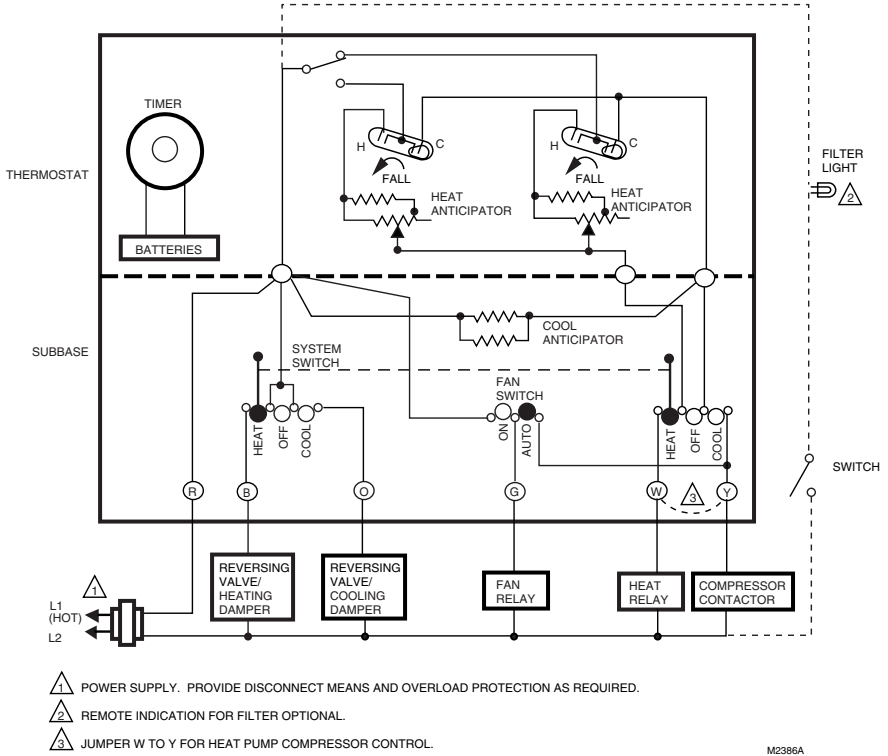 TIMER
THERMOSTAT
BATTERIES
H
C
FALL
HEAT
ANTICIPATOR
H
C
FALL
HEAT
ANTICIPATOR
FILTER
LIGHT
2
SUBBASE
SYSTEM
SWITCH
COOL
ANTICIPATOR
FAN
SWITCH
HEAT
OFF
COOL
ON
AUTO
HEAT
OFF
COOL
SWITCH
R
B
O
G
W
3
Y
1
L1
(HOT)
L2
REVERSING
VALVE/
HEATING
DAMPER
REVERSING
VALVE/
COOLING
DAMPER
FAN
RELAY
HEAT
RELAY
COMPRESSOR
CONTACTOR
1 POWER SUPPLY. PROVIDE DISCONNECT MEANS AND OVERLOAD PROTECTION AS REQUIRED.
2 REMOTE INDICATION FOR FILTER OPTIONAL.
3 JUMPER W TO Y FOR HEAT PUMP COMPRESSOR CONTROL.
M2386A